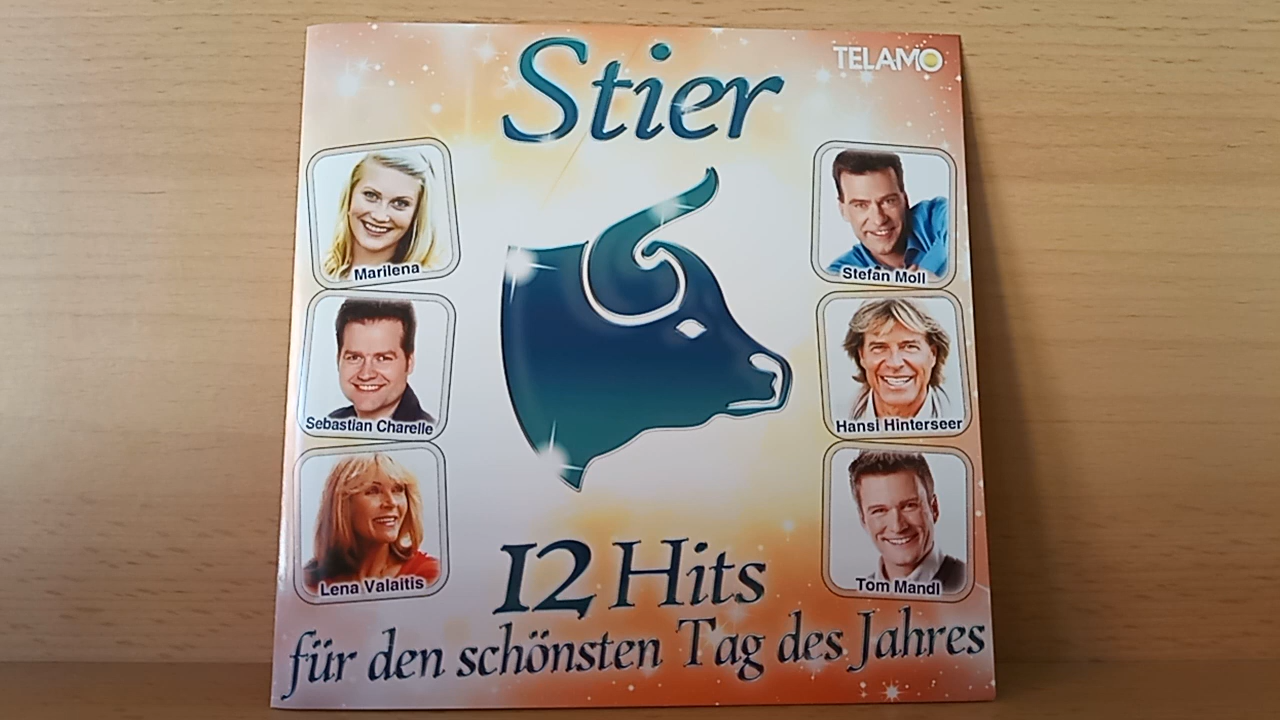 TELAMO
Stier
Marilena
Stefan Moll
Sebastian Charelle
Hansi Hinterseer
Lena Valaitis
Tom Mandl
12 Hits
für den schönsten Tag des Jahres